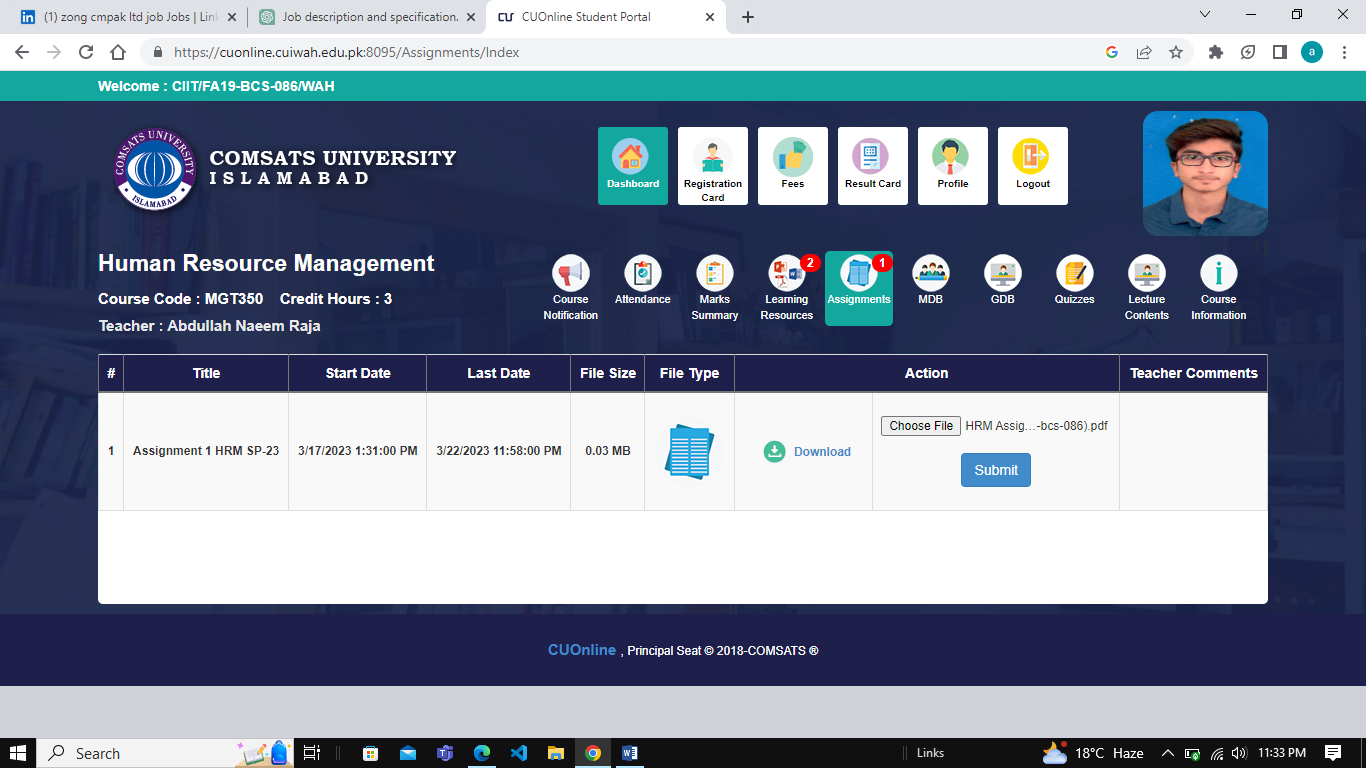 (1) zong cmpak ltd job Jobs | Lin
Job description and specification.
CUOnline Student Portal
https://cuonline.cuiwah.edu.pk:8095/Assignments/Index
a
Welcome : CIIT/FA19-BCS-086/WAH
COMSATS UNIVERSITY
ISLAMABAD
COMSATS UNIVERSITY
ISLAMABAD
Dashboard
Registration
Card
Fees
Result Card
Profile
Logout
Human Resource Management
Course Code : MGT350 Credit Hours : 3
Teacher : Abdullah Naeem Raja
Course
Notification
Attendance
Marks
Summary
2
Learning
Resources
1
Assignments
MDB
GDB
Quizzes
Lecture
Contents
Course
Information
# Title Start Date Last Date File Size File Type Action Teacher Comments
1 Assignment 1 HRM SP-23 3/17/2023 1:31:00 PM 3/22/2023 11:58:00 PM 0.03 MB Download
Choose File HRM Assig...-bcs-086).pdf
Submit
CUOnline , Principal Seat © 2018-COMSATS ®
Search
Links
18°C Haze
11:33 PM